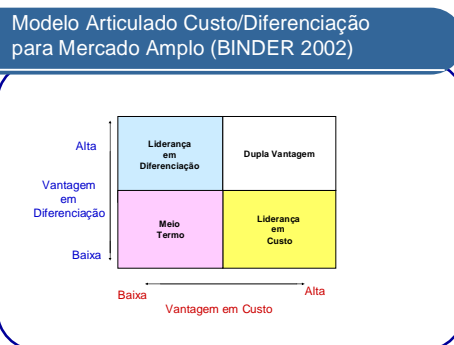 Modelo Articulado Custo/Diferenciação
para Mercado Amplo (BINDER 2002)
Alta
Vantagem
em
Diferenciação
Baixa
Liderança
em
Diferenciação
Dupla Vantagem
Meio
Termo
Liderança
em
Custo
Baixa
Alta
Vantagem em Custo